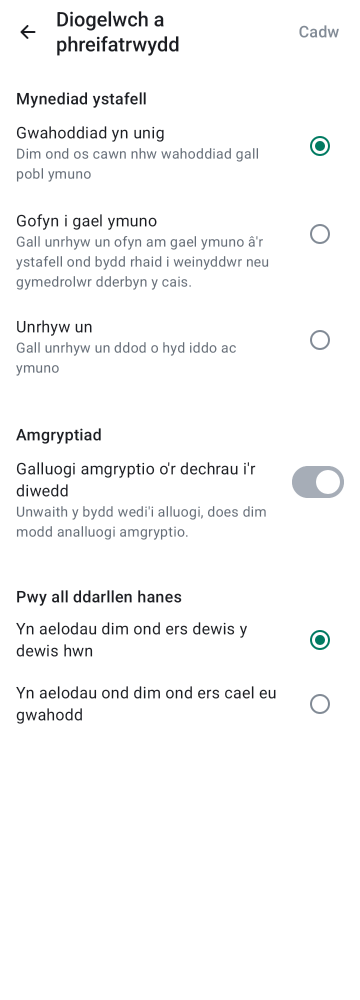 Diogelwch a
phreifatrwydd
Cadw
Mynediad ystafell
Gwahoddiad yn unig
Dim ond os cawn nhw wahoddiad gall
pobl ymuno
Gofyn i gael ymuno
Gall unrhyw un ofyn am gael ymuno â'r
ystafell ond bydd rhaid i weinyddwr neu
gymedrolwr dderbyn y cais.
Unrhyw un
Gall unrhyw un ddod o hyd iddo ac
ymuno
Amgryptiad
Galluogi amgryptio o'r dechrau i'r
diwedd
Unwaith y bydd wedi'i alluogi, does dim
modd analluogi amgryptio.
Pwy all ddarllen hanes
Yn aelodau dim ond ers dewis y
dewis hwn
Yn aelodau ond dim ond ers cael eu
gwahodd